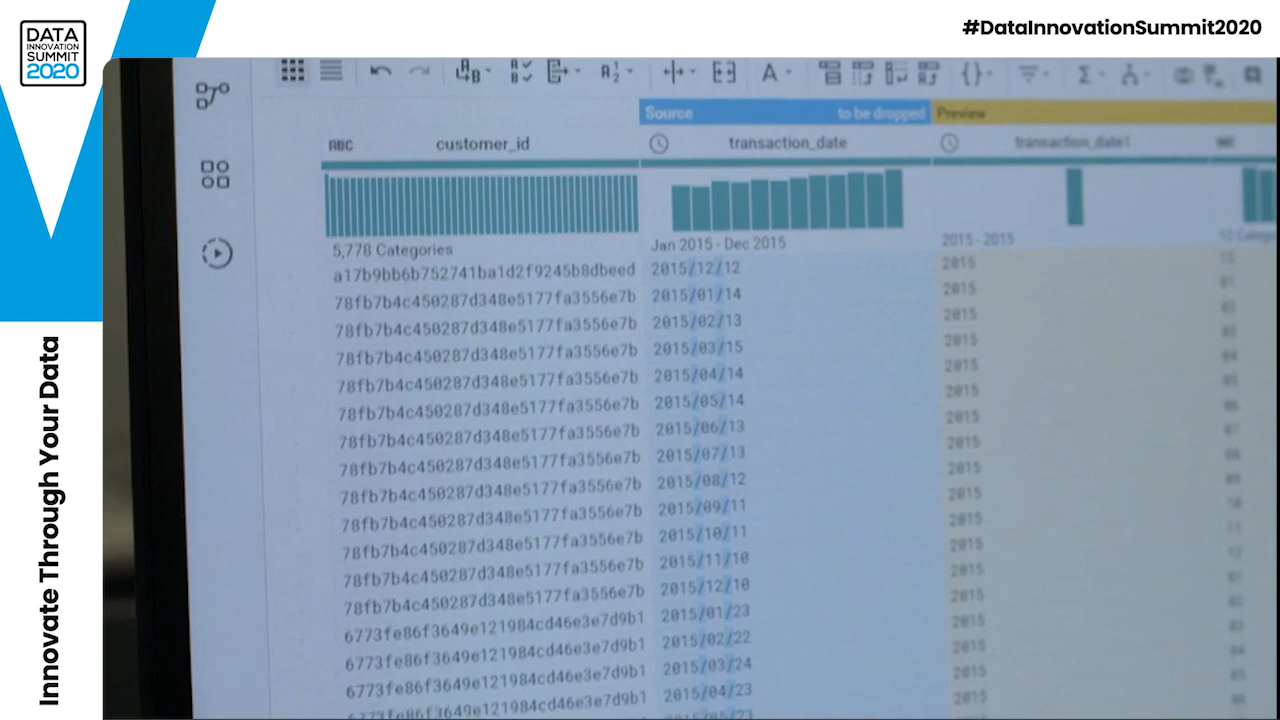 #DataInnovationSummit2020
DATA
INNOVATION
SUMMIT
2020
Innovate Through Your Data
Source to be dropped Preview
ABC customer_id transaction_date transaction_date1
5,778 Categories Jan 2015 - Dec 2015 2015 - 2015
a17b9bb6b752741ba1d2f9245b8dbeed 2015/12/12 2015
78fb7b4c450287d348e5177fa3556e7b 2015/01/14 2015
78fb7b4c450287d348e5177fa3556e7b 2015/02/13 2015
78fb7b4c450287d348e5177fa3556e7b 2015/03/15 2015
78fb7b4c450287d348e5177fa3556e7b 2015/04/14 2015
78fb7b4c450287d348e5177fa3556e7b 2015/05/14 2015
78fb7b4c450287d348e5177fa3556e7b 2015/06/13 2015
78fb7b4c450287d348e5177fa3556e7b 2015/07/13 2015
78fb7b4c450287d348e5177fa3556e7b 2015/08/12 2015
78fb7b4c450287d348e5177fa3556e7b 2015/09/11 2015
78fb7b4c450287d348e5177fa3556e7b 2015/10/11 2015
78fb7b4c450287d348e5177fa3556e7b 2015/11/10 2015
78fb7b4c450287d348e5177fa3556e7b 2015/12/10 2015
6773fe86f3649e121984cd46e3e7d9b1 2015/01/23 2015
6773fe86f3649e121984cd46e3e7d9b1 2015/02/22 2015
6773fe86f3649e121984cd46e3e7d9b1 2015/03/24 2015
6773fe86f3649e121984cd46e3e7d9b1 2015/04/23 2015